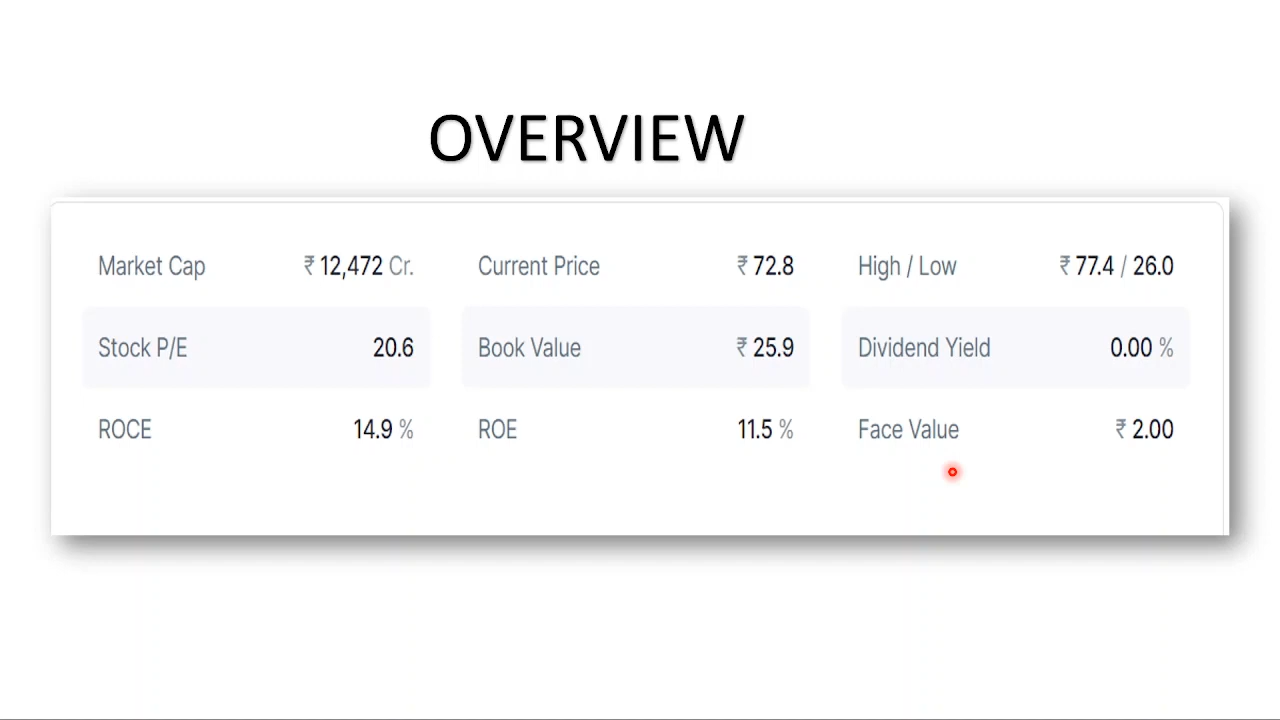 OVERVIEW
Market Cap ₹ 12,472 Cr. Current Price ₹ 72.8 High / Low ₹ 77.4 / 26.0
Stock P/E 20.6 Book Value ₹ 25.9 Dividend Yield 0.00 %
ROCE 14.9 % ROE 11.5 % Face Value ₹ 2.00